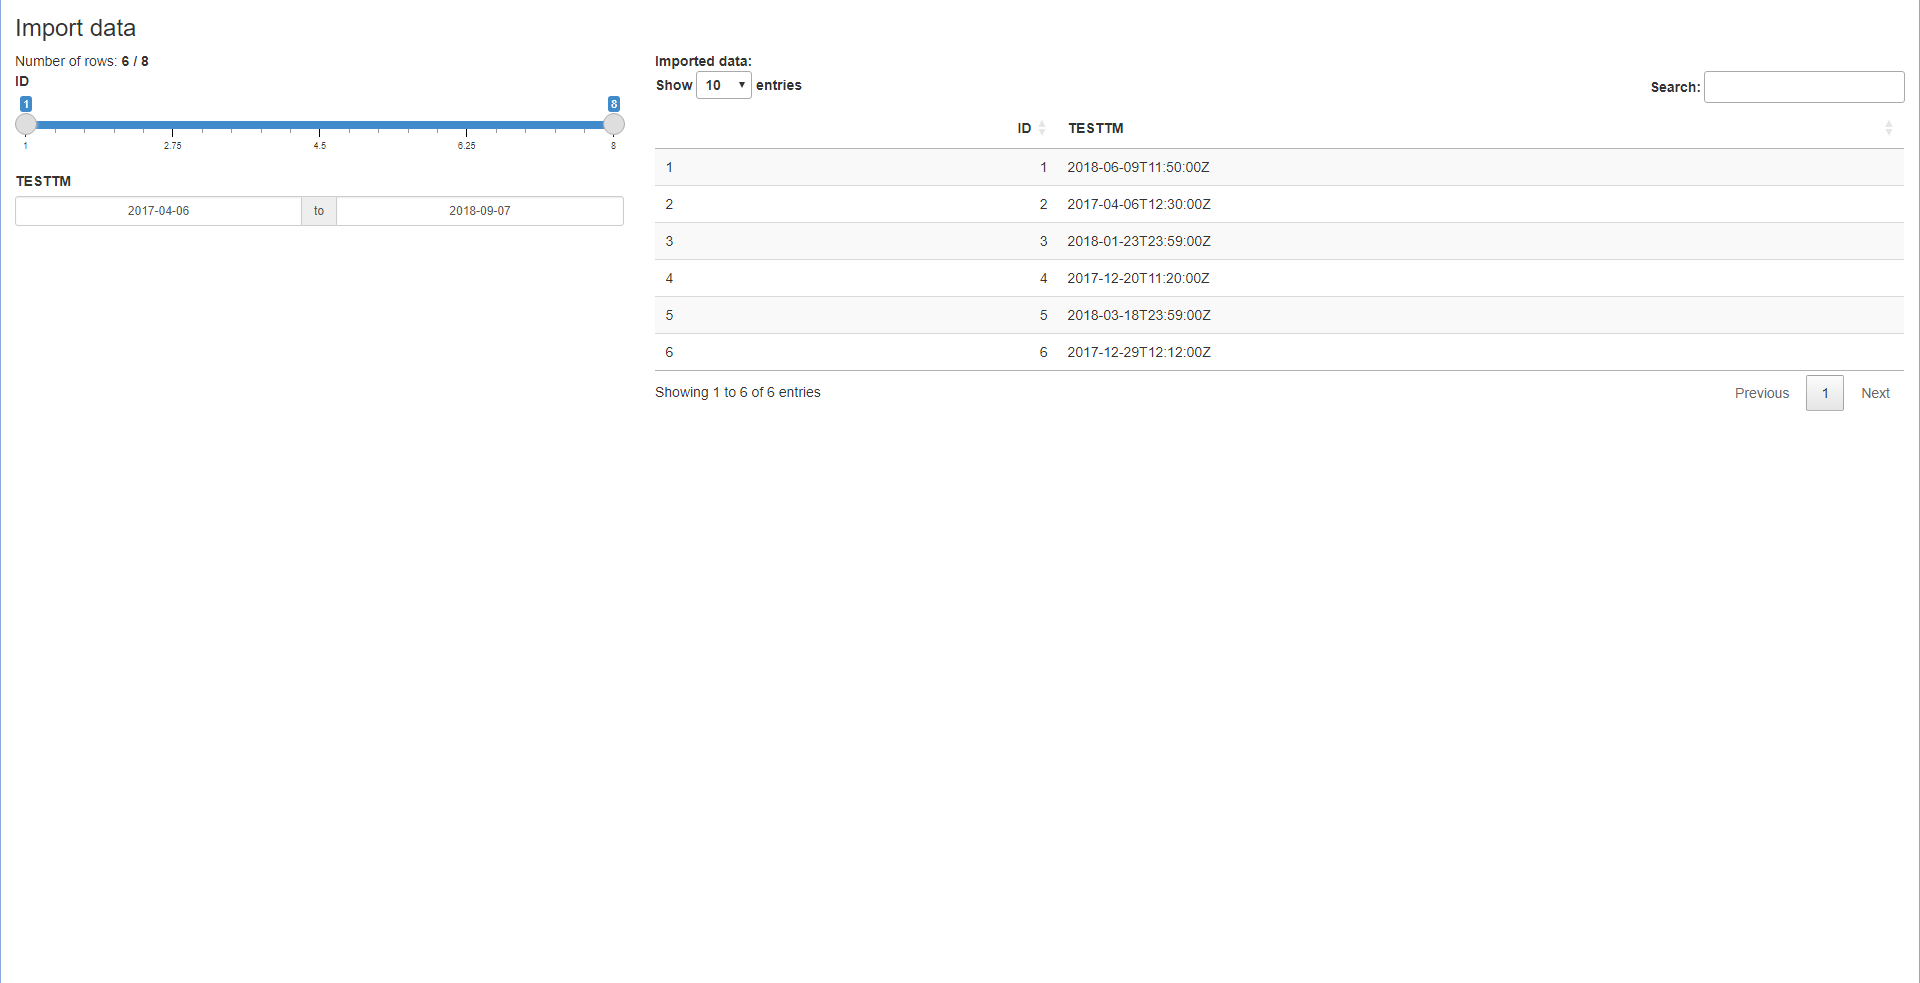 Import data
Number of rows: 6 / 8
ID
1 8
1 2.75 4.5 6.25 8
TESTTM
2017-04-06 to 2018-09-07
Imported data:
Show 10 entries
Search:
ID TESTTM
1 1 2018-06-09T11:50:00Z
2 2 2017-04-06T12:30:00Z
3 3 2018-01-23T23:59:00Z
4 4 2017-12-20T11:20:00Z
5 5 2018-03-18T23:59:00Z
6 6 2017-12-29T12:12:00Z
Showing 1 to 6 of 6 entries
Previous 1 Next